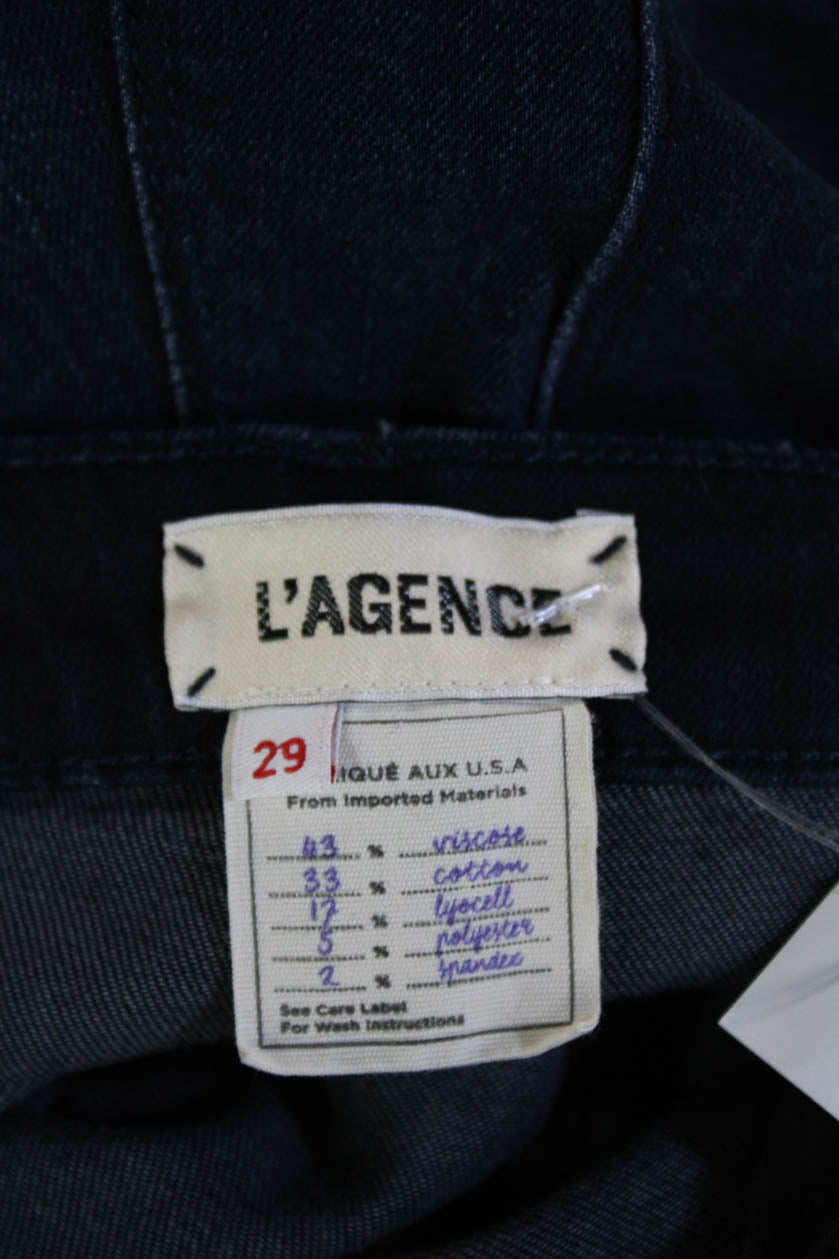 L'AGENCE
29
IQUÉ AUX U.S.A
From Imported Materials
43 % viscose
33 % cotton
17 % lyocell
5 % polyester
2 % spandex
See Care Label
For Wash Instructions